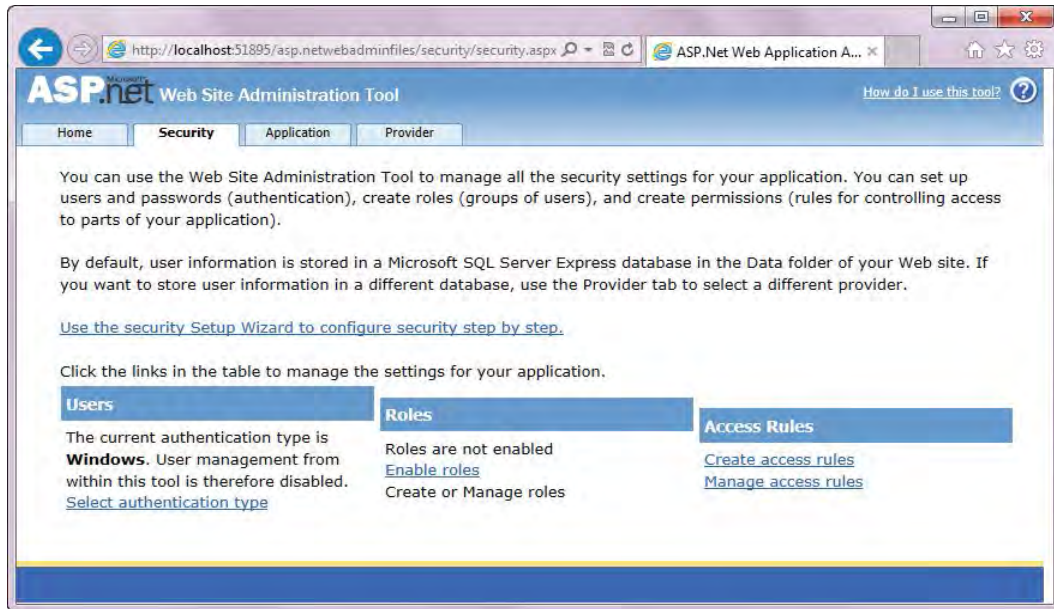 http://localhost:51895/asp.netwebadminfiles/security/security.aspx
ASP.Net Web Application A...
Microsoft
ASP.net Web Site Administration Tool
How do I use this tool? ?
Home Security Application Provider
You can use the Web Site Administration Tool to manage all the security settings for your application. You can set up
users and passwords (authentication), create roles (groups of users), and create permissions (rules for controlling access
to parts of your application).
By default, user information is stored in a Microsoft SQL Server Express database in the Data folder of your Web site. If
you want to store user information in a different database, use the Provider tab to select a different provider.
Use the security Setup Wizard to configure security step by step.
Click the links in the table to manage the settings for your application.
Users
The current authentication type is
Windows. User management from
within this tool is therefore disabled.
Select authentication type
Roles
Roles are not enabled
Enable roles
Create or Manage roles
Access Rules
Create access rules
Manage access rules